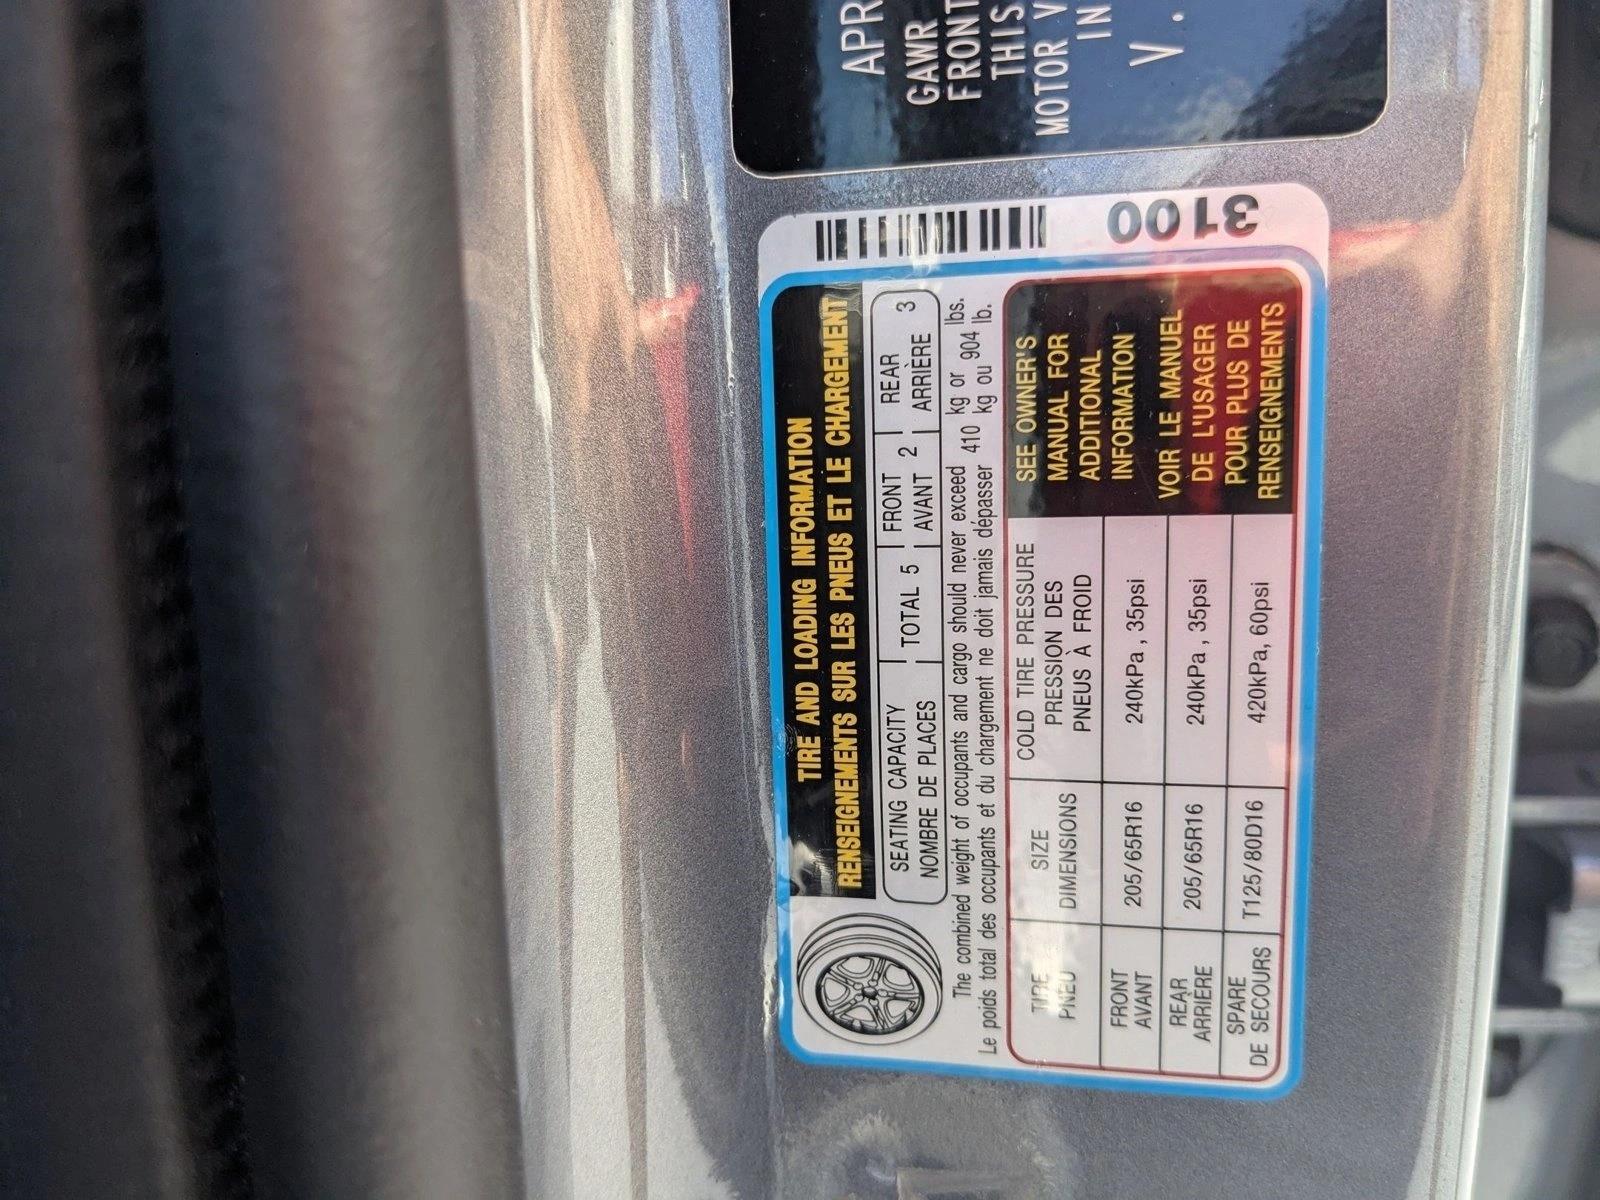 APR
GAWR
FRONT
THIS
MOTOR V
IN
V.
3100
TIRE AND LOADING INFORMATION
RENSEIGNEMENTS SUR LES PNEUS ET LE CHARGEMENT
SEATING CAPACITY
NOMBRE DE PLACES
TOTAL 5
FRONT
AVANT 2
REAR
ARRIÈRE 3
The combined weight of occupants and cargo should never exceed 410 kg or lbs.
Le poids total des occupants et du chargement ne doit jamais dépasser kg ou 904 lb.
TIRE SIZE COLD TIRE PRESSURE
PNEU DIMENSIONS PRESSION DES
PNEUS À FROID
FRONT
AVANT 205/65R16 240kPa, 35psi
REAR
ARRIÈRE 205/65R16 240kPa, 35psi
SPARE
DE SECOURS T125/80D16 420kPa, 60psi
SEE OWNER'S
MANUAL FOR
ADDITIONAL
INFORMATION
VOIR LE MANUEL
DE L'USAGER
POUR PLUS DE
RENSEIGNEMENTS